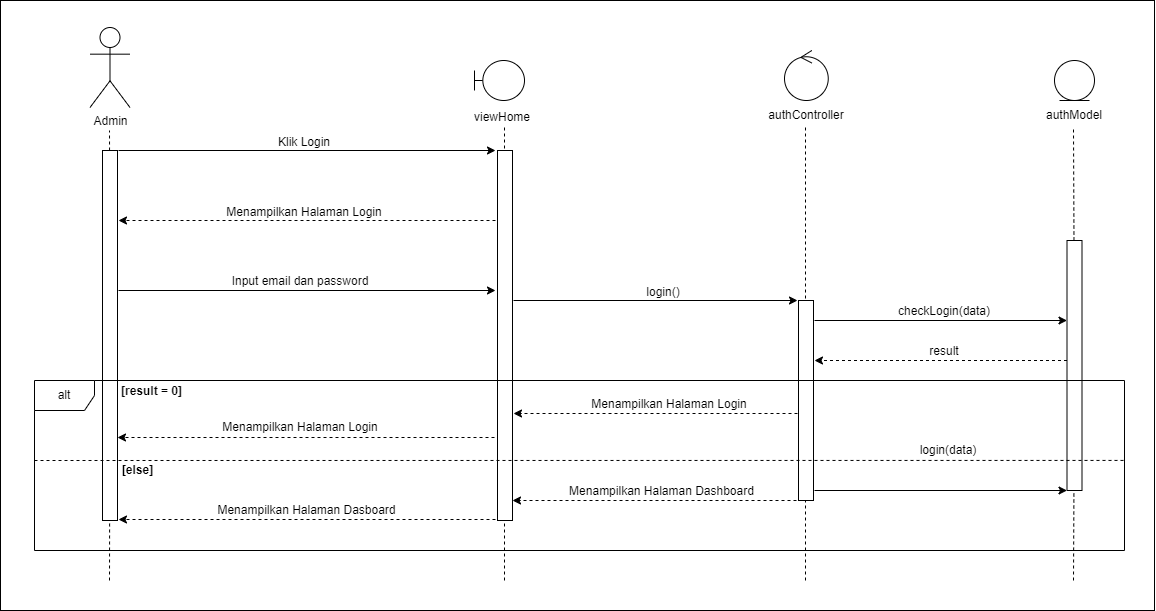 Admin
viewHome
authController
authModel
Klik Login
Menampilkan Halaman Login
Input email dan password
login()
checkLogin(data)
result
alt
[result = 0]
Menampilkan Halaman Login
Menampilkan Halaman Login
login(data)
[else]
Menampilkan Halaman Dashboard
Menampilkan Halaman Dasboard